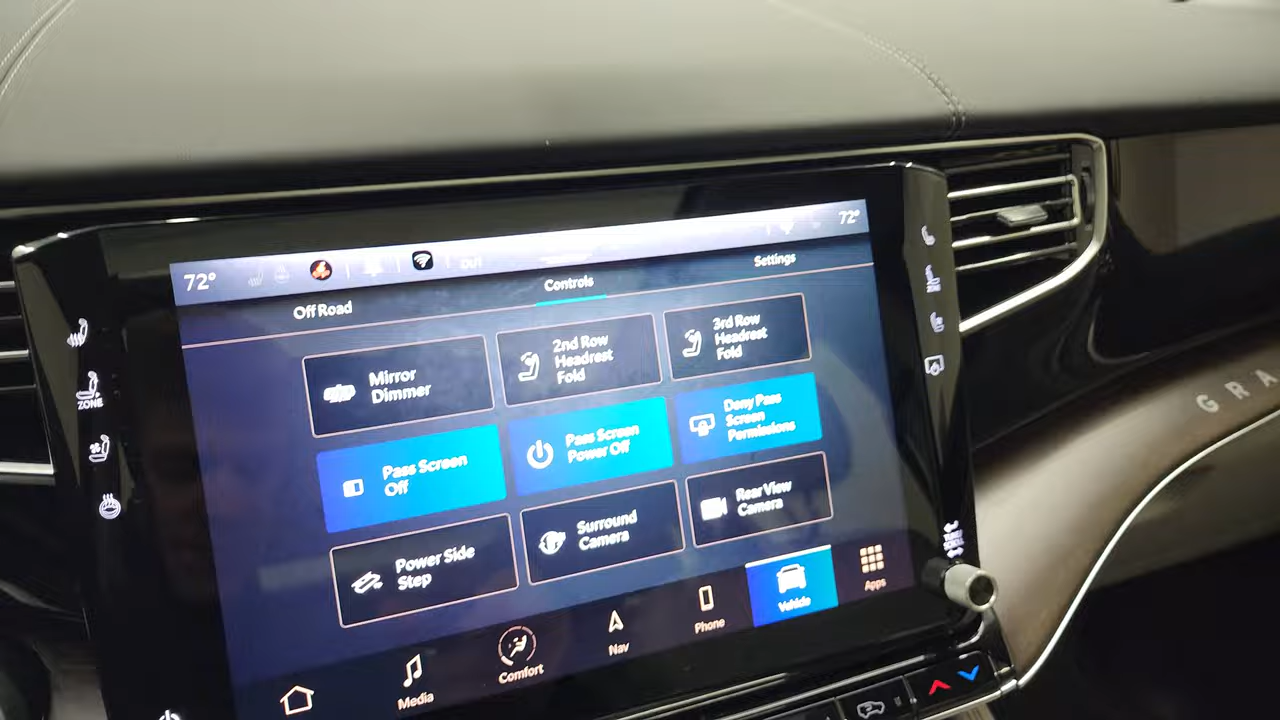 72°
OUT
72°
Off Road
Controls
Settings
Mirror
Dimmer
2nd Row
Headrest
Fold
3rd Row
Headrest
Fold
Pass Screen
Off
Pass Screen
Power Off
Deny Pass
Screen
Permissions
Power Side
Step
Surround
Camera
Rear View
Camera
Media
Comfort
Nav
Phone
Vehicle
Apps
ZONE
GRA